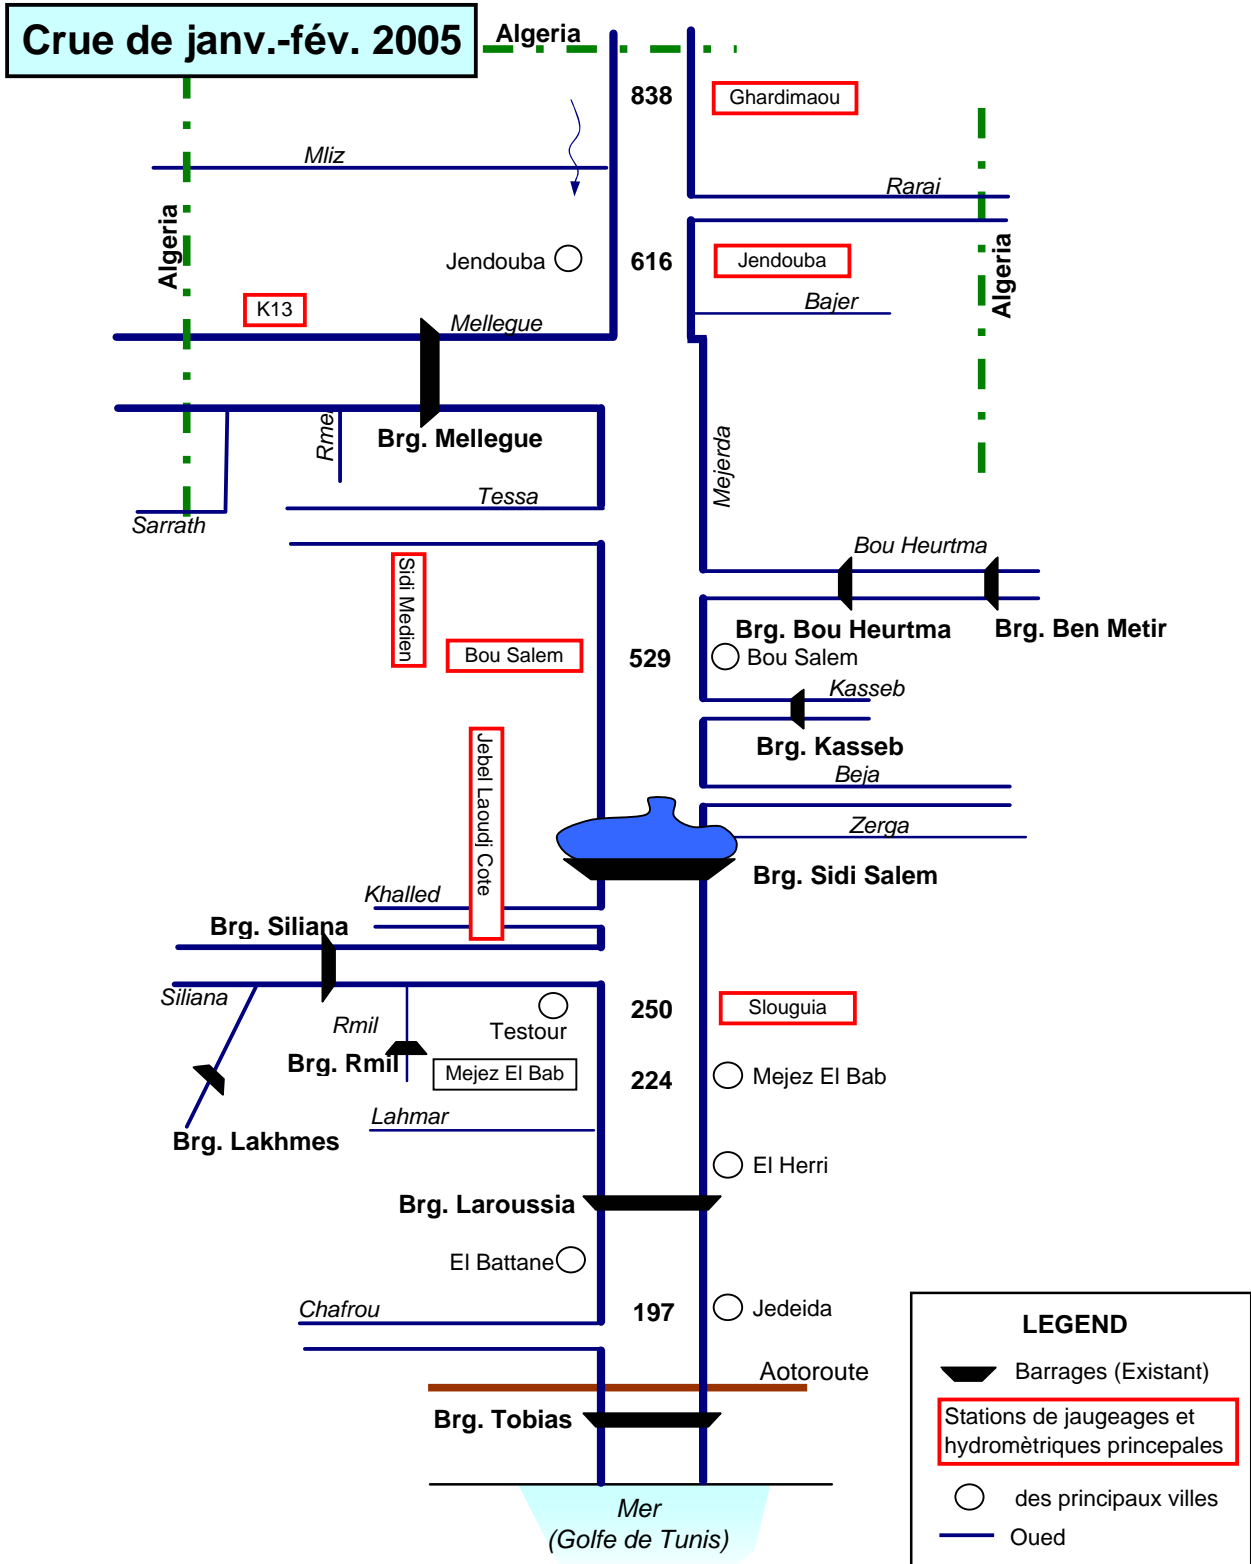 Crue de janv.-fév. 2005
Algeria
838
Ghardimaou
Mliz
Rarai
Algeria
Algeria
Jendouba
616
Jendouba
K13
Mellegue
Bajer
Rmel
Brg. Mellegue
Mejerda
Sarrath
Tessa
Bou Heurtma
Sidi Medien
Brg. Bou Heurtma
Brg. Ben Metir
Bou Salem
529
Bou Salem
Kasseb
Brg. Kasseb
Jebel Laoudj Cote
Beja
Zerga
Brg. Sidi Salem
Khalled
Brg. Siliana
Siliana
Rmil
Testour
250
Slouguia
Brg. Rmil
Mejez El Bab
224
Mejez El Bab
Lahmar
Brg. Lakhmes
El Herri
Brg. Laroussia
El Battane
Chafrou
197
Jedeida
Aotoroute
Brg. Tobias
Mer
(Golfe de Tunis)
LEGEND
Barrages (Existant)
Stations de jaugeages et
hydromètriques princepales
des principaux villes
Oued